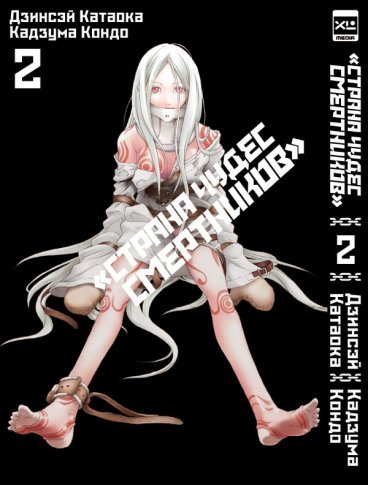 Дзинсэй Катаока
Кадзума Кондо
2
«СТРАНА ЧУДЕС
СМЕРТНИКОВ»
XL
MEDIA
«СТРАНА ЧУДЕС
СМЕРТНИКОВ»
2
Дзинсэй
Катаока
Кадзума
Кондо